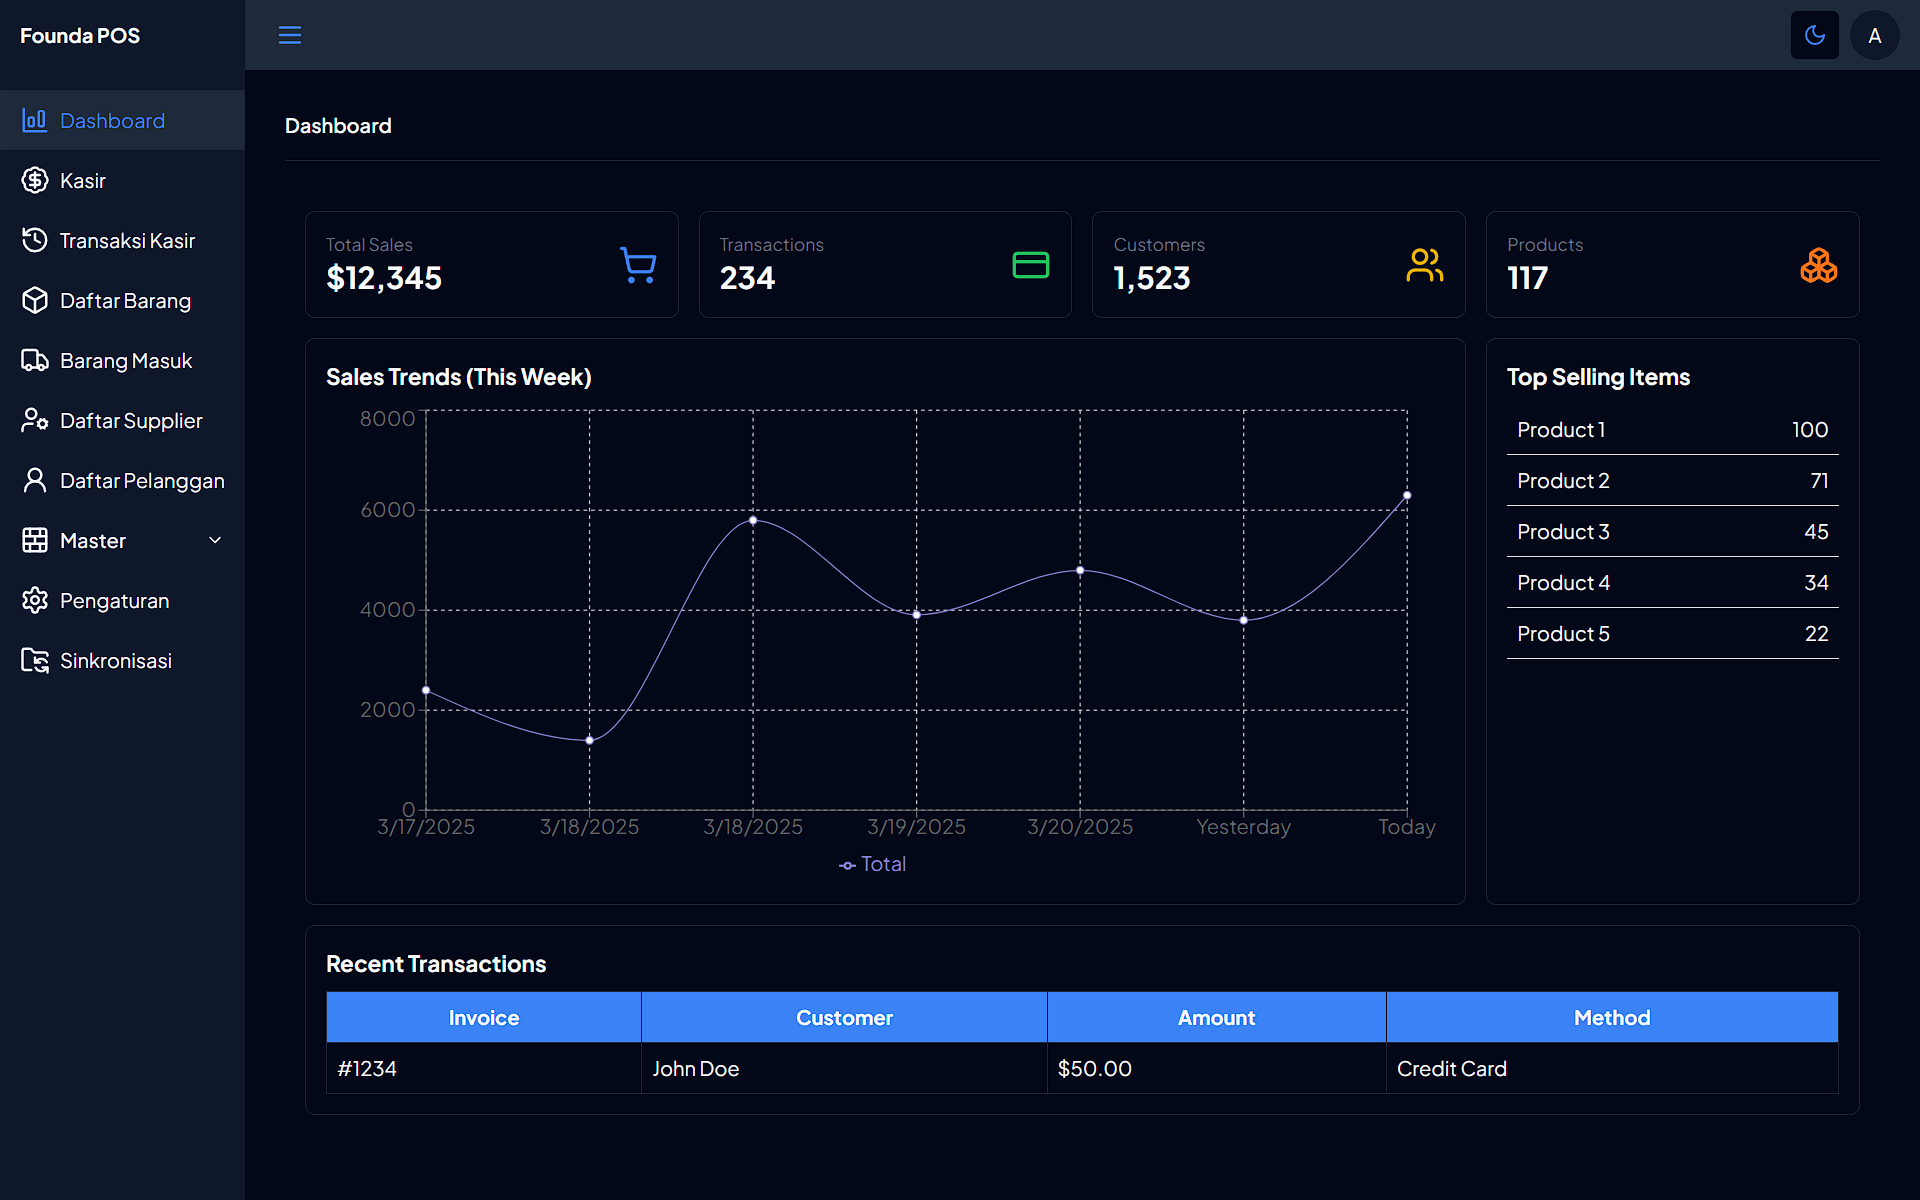 Founda POS
A
Dashboard
Kasir
Transaksi Kasir
Daftar Barang
Barang Masuk
Daftar Supplier
Daftar Pelanggan
Master
Pengaturan
Sinkronisasi
Dashboard
Total Sales
$12,345
Transactions
234
Customers
1,523
Products
117
Sales Trends (This Week)
8000
6000
4000
2000
0
3/17/2025 3/18/2025 3/18/2025 3/19/2025 3/20/2025 Yesterday Today
Total
Top Selling Items
Product 1 100
Product 2 71
Product 3 45
Product 4 34
Product 5 22
Recent Transactions
Invoice Customer Amount Method
#1234 John Doe $50.00 Credit Card